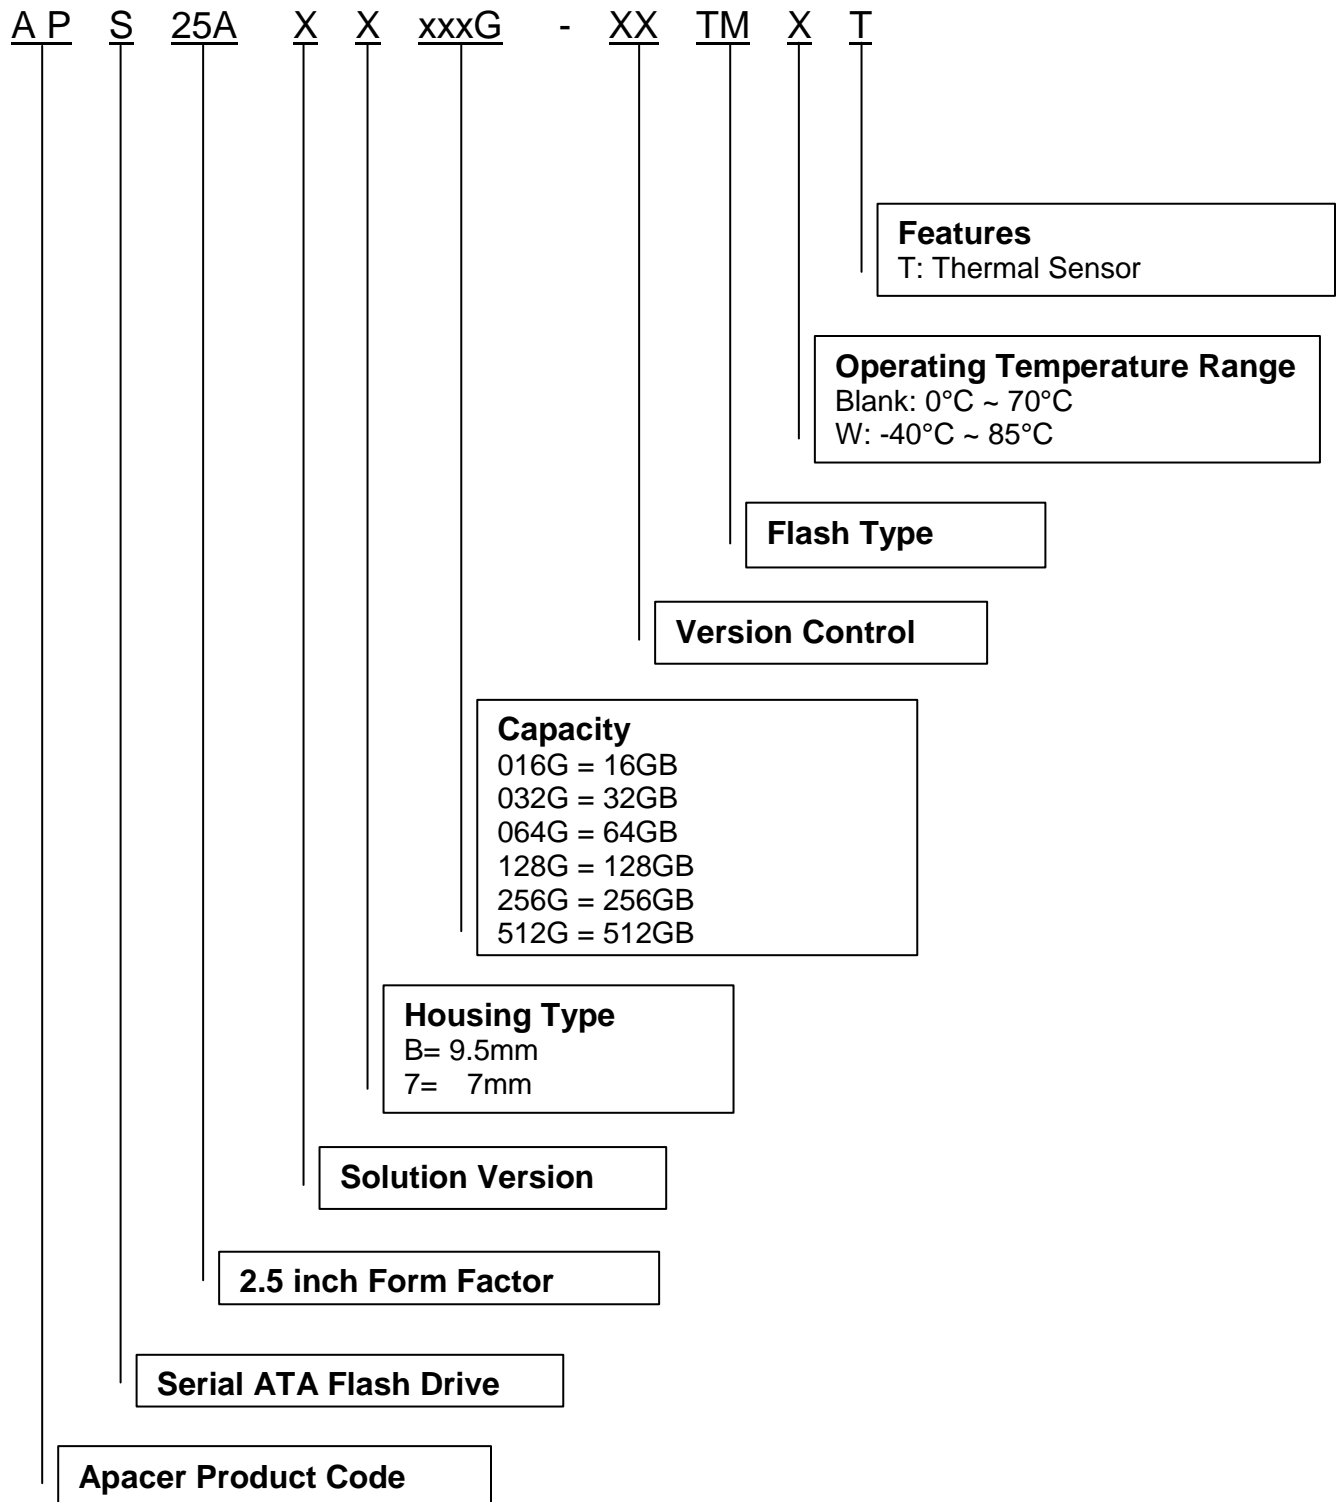 A P S 25A X X xxxG - XX TM X T
Features
T: Thermal Sensor
Operating Temperature Range
Blank: 0°C ~ 70°C
W: -40°C ~ 85°C
Flash Type
Version Control
Capacity
016G = 16GB
032G = 32GB
064G = 64GB
128G = 128GB
256G = 256GB
512G = 512GB
Housing Type
B= 9.5mm
7= 7mm
Solution Version
2.5 inch Form Factor
Serial ATA Flash Drive
Apacer Product Code